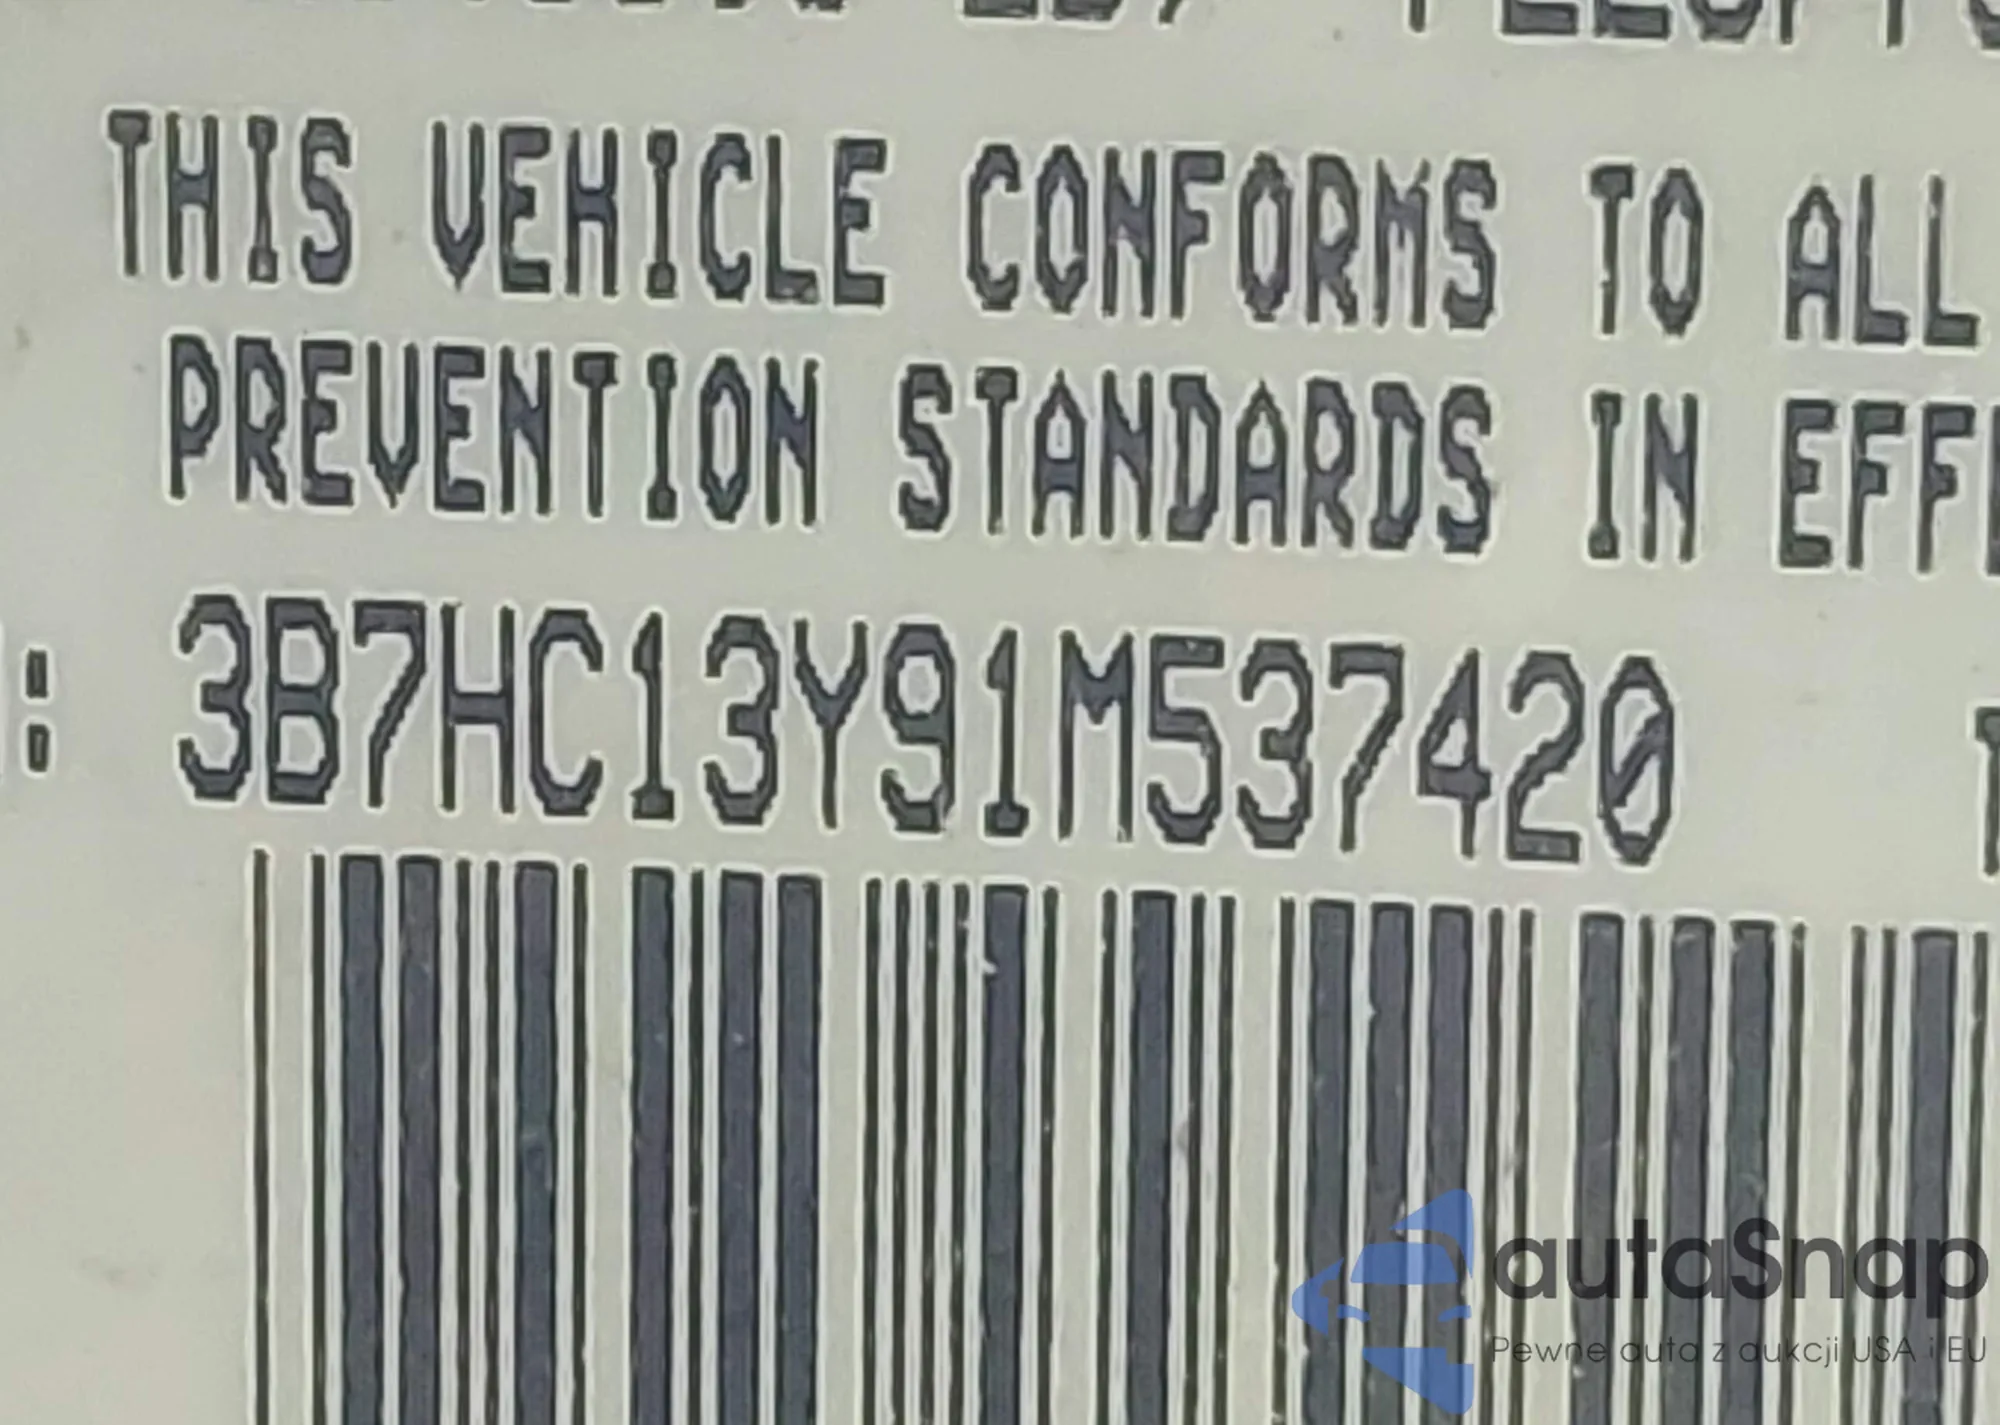 THIS VEHICLE CONFORMS TO ALL
PREVENTION STANDARDS IN EFF
: 3B7HC13Y91M537420 T
autaSnap
Pewne auta z aukcji USA i EU